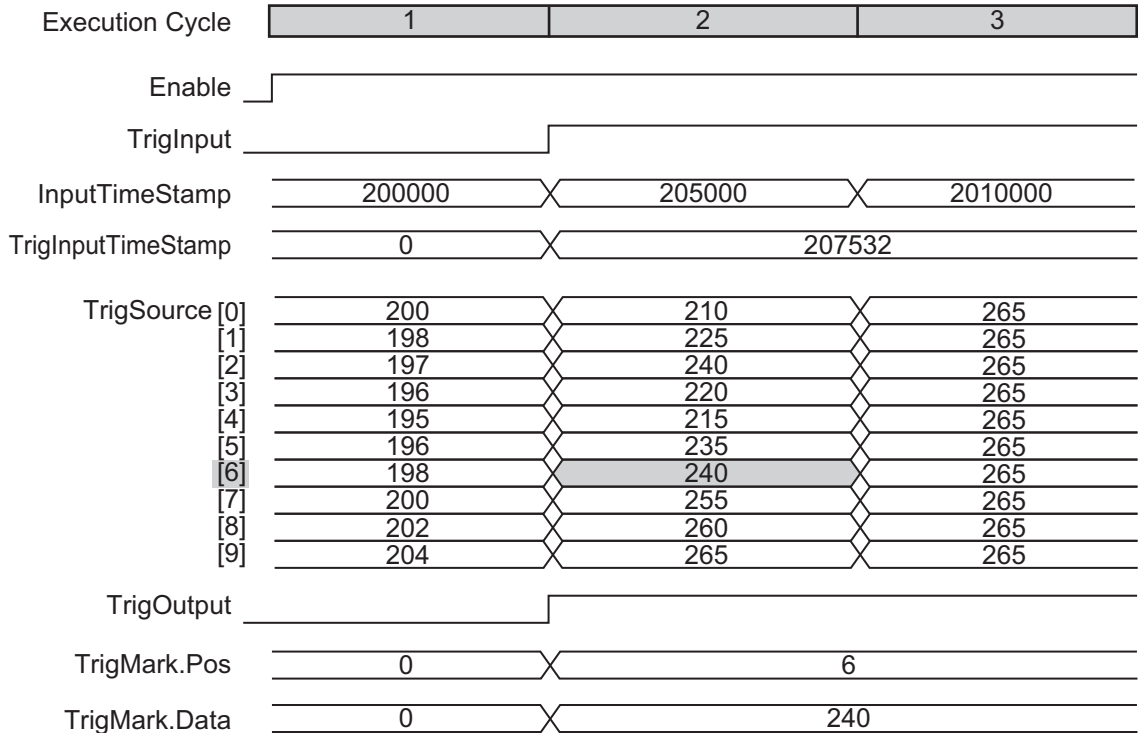 Execution Cycle 1 2 3
Enable
TrigInput
InputTimeStamp 200000 205000 2010000
TrigInputTimeStamp 0 207532
TrigSource [0] 200 210 265
[1] 198 225 265
[2] 197 240 265
[3] 196 220 265
[4] 195 215 265
[5] 196 235 265
[6] 198 240 265
[7] 200 255 265
[8] 202 260 265
[9] 204 265 265
TrigOutput
TrigMark.Pos 0 6
TrigMark.Data 0 240